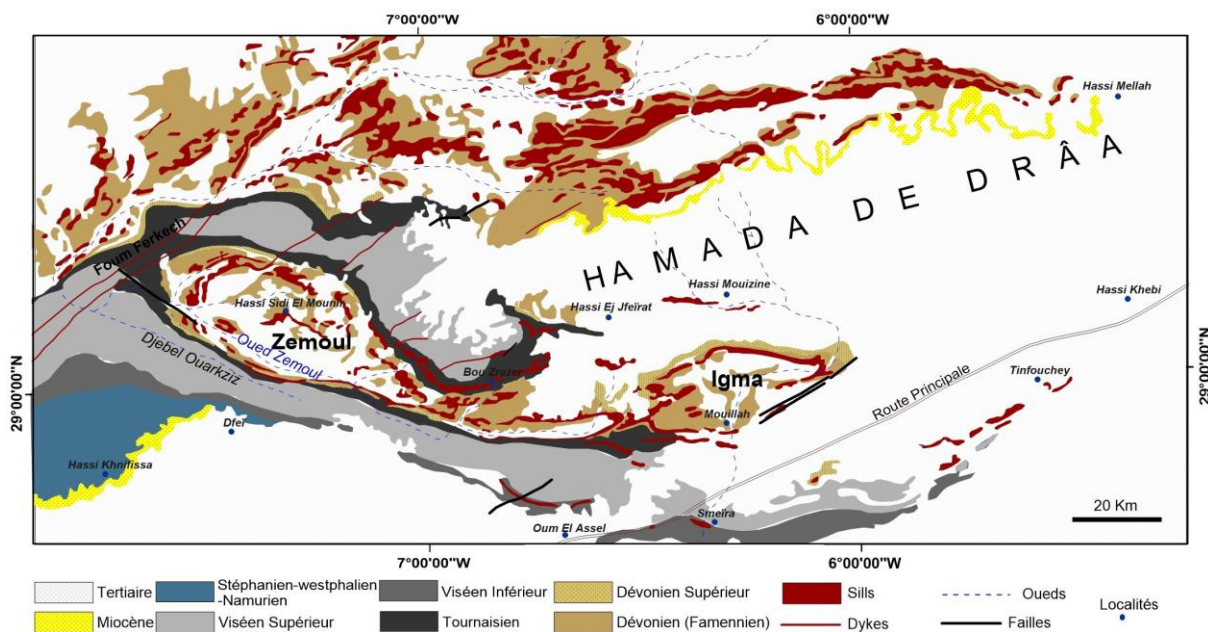 7°00'00"W
6°00'00"W
Hassi Mellah
HAMADA DE DRÂA
Foum Ferkech
Hassi Mouizine
Hassi Khebi
Hassi Sidi El Mounir
Hassi Ej Jfeïrat
Zemoul
Oued Zemoul
Djebel Ouarkziz
Bou Zrazer
Igma
Tinfouchey
29°00'00"N
29°00'00"N
Route Principale
Mouillah
Dfeï
Hassi Khnifissa
20 Km
Smeïra
Oum El Assel
7°00'00"W
6°00'00"W
Tertiaire
Stéphanien-westphalien
-Namurien
Viséen Inférieur
Dévonien Supérieur
Sills
Oueds
Localités
Miocène
Viséen Supérieur
Tournaisien
Dévonien (Famennien)
Dykes
Failles